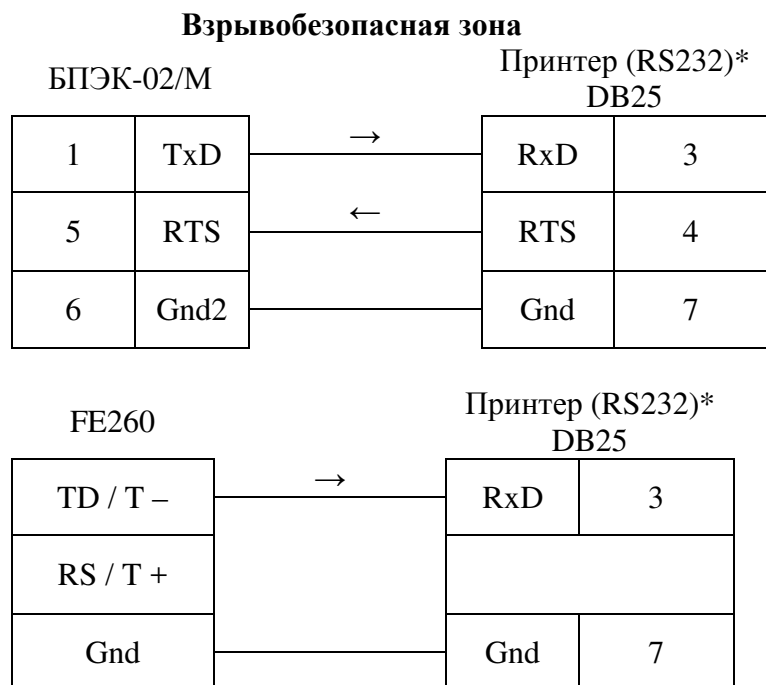 Взрывобезопасная зона
БПЭК-02/М
Принтер (RS232)*
DB25
1 TxD → RxD 3
5 RTS ← RTS 4
6 Gnd2 Gnd 7
FE260
Принтер (RS232)*
DB25
TD / T – → RxD 3
RS / T +
Gnd Gnd 7